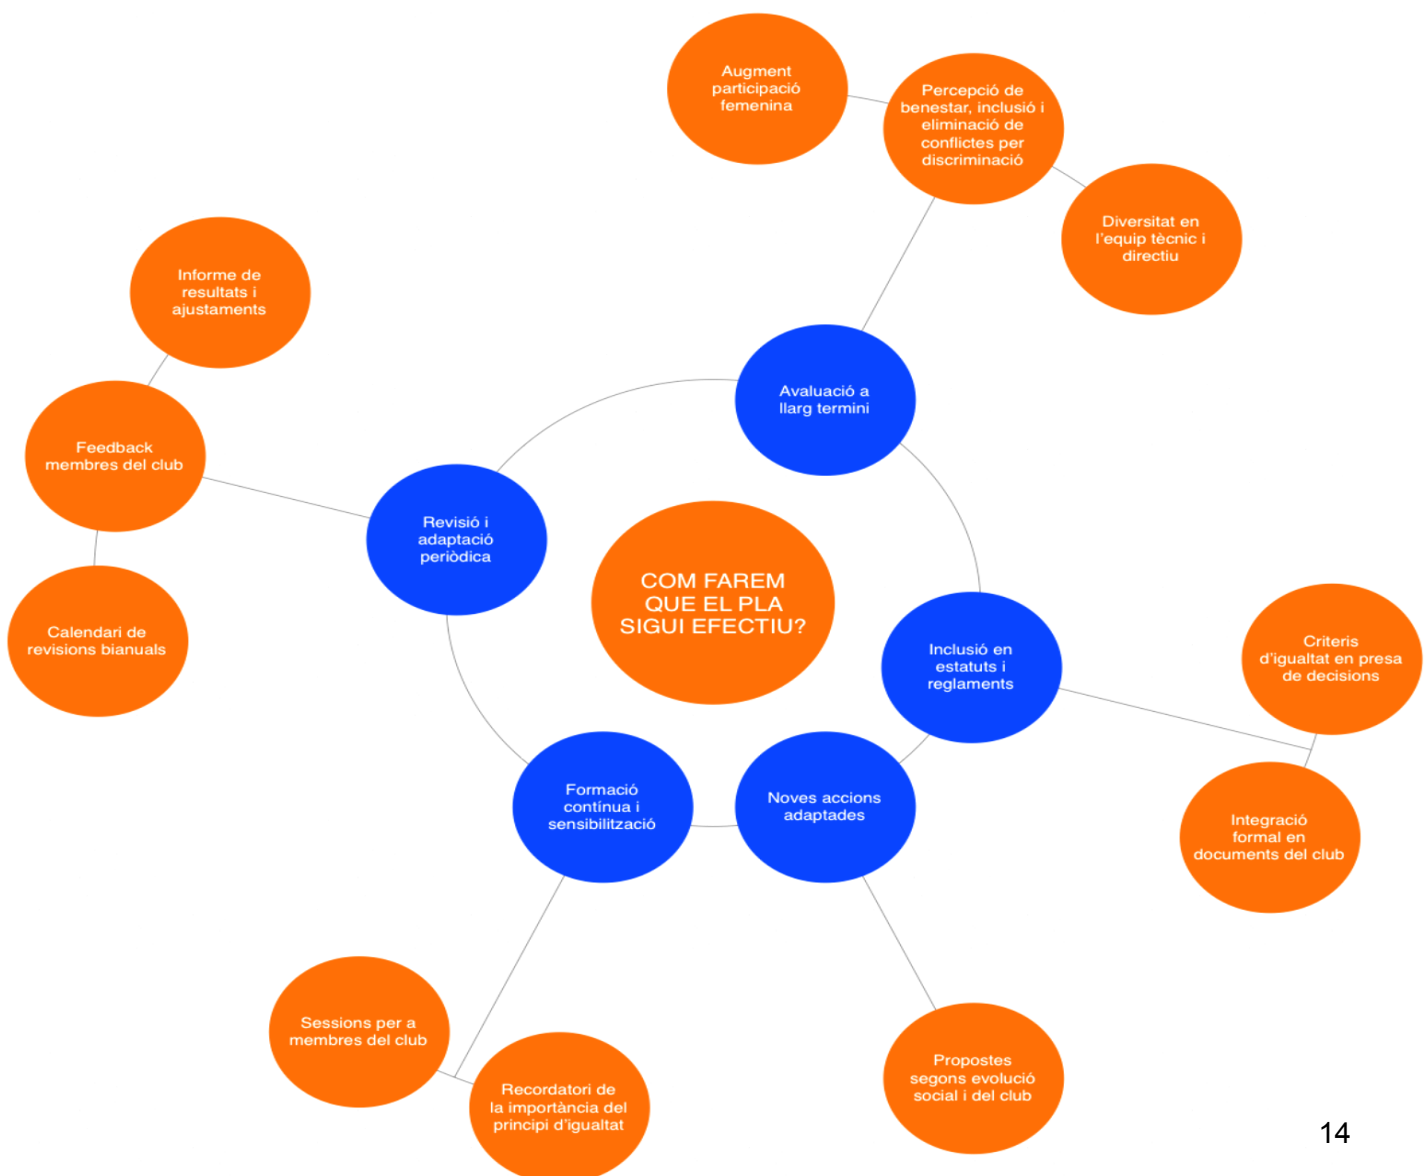 Augment
participació
femenina
Percepció de
benestar, inclusió i
eliminació de
conflictes per
discriminació
Diversitat en
l'equip tècnic i
directiu
Informe de
resultats i
ajustaments
Feedback
membres del club
Calendari de
revisions bianuals
Avaluació a
llarg termini
Revisió i
adaptació
periòdica
COM FAREM
QUE EL PLA
SIGUI EFECTIU?
Inclusió en
estatuts i
reglaments
Criteris
d'igualtat en presa
de decisions
Integració
formal en
documents del club
Formació
contínua i
sensibilització
Noves accions
adaptades
Sessions per a
membres del club
Recordatori de
la importància del
principi d'igualtat
Propostes
segons evolució
social i del club
14